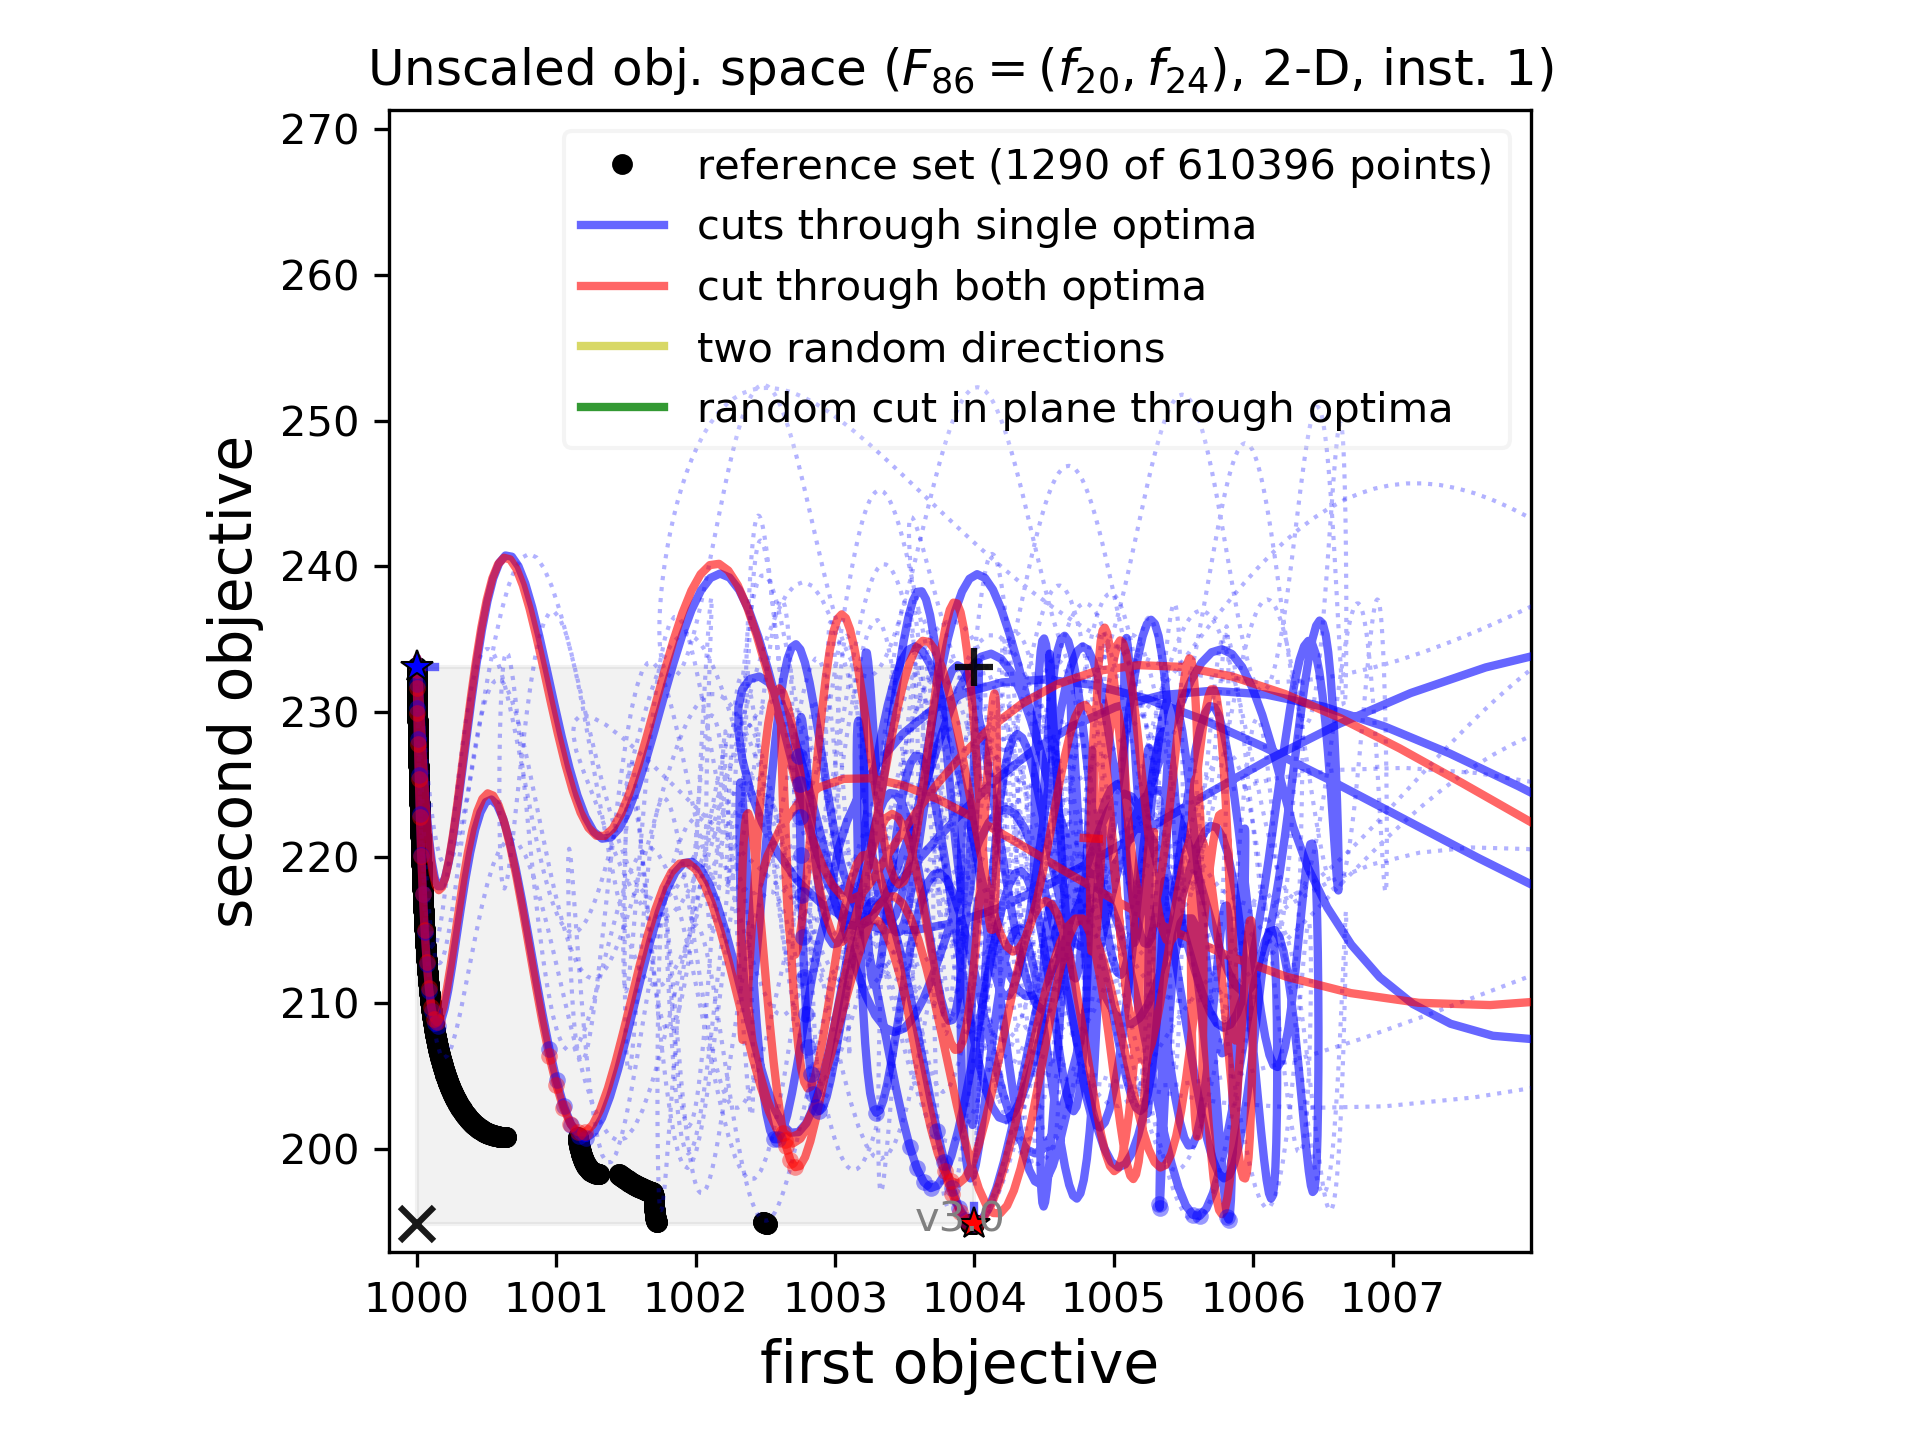 Unscaled obj. space (F86 = (f20, f24), 2-D, inst. 1)
reference set (1290 of 610396 points)
cuts through single optima
cut through both optima
two random directions
random cut in plane through optima
second objective
270
260
250
240
230
220
210
200
v3.0
1000 1001 1002 1003 1004 1005 1006 1007
first objective